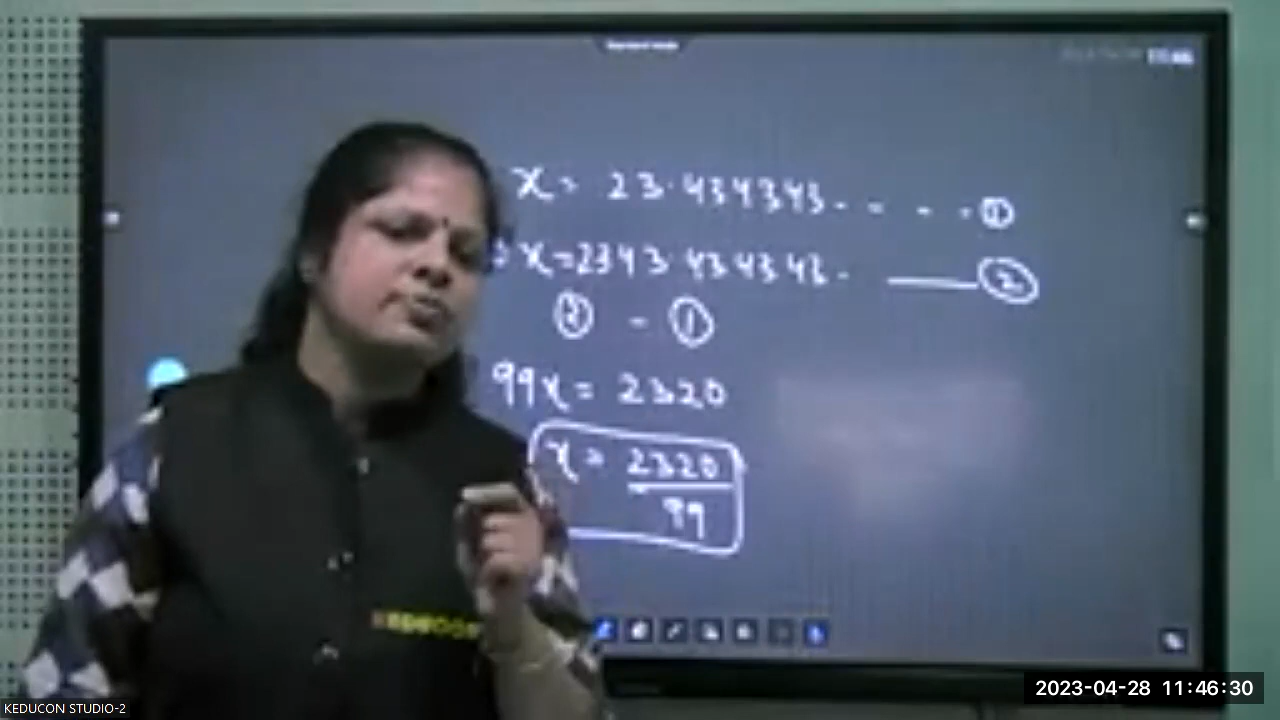 x = 23.434343. - - - ①
x=2343.434343. —— ②
② - ①
99x = 2320
x = 2320
99
KEDUCON
2023-04-28 11:46:30
KEDUCON STUDIO-2